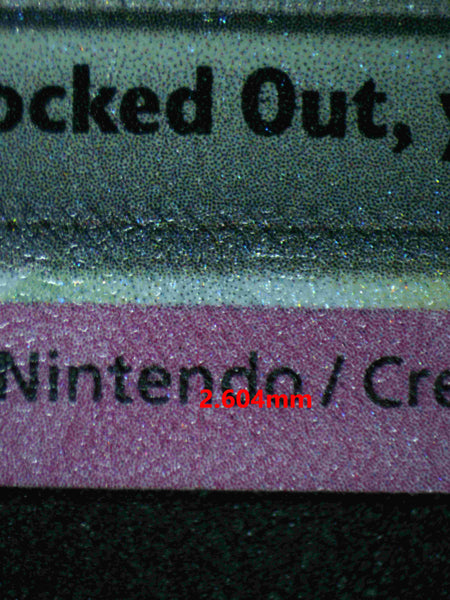 ocked Out, y
Nintendo / Cre
2.604mm